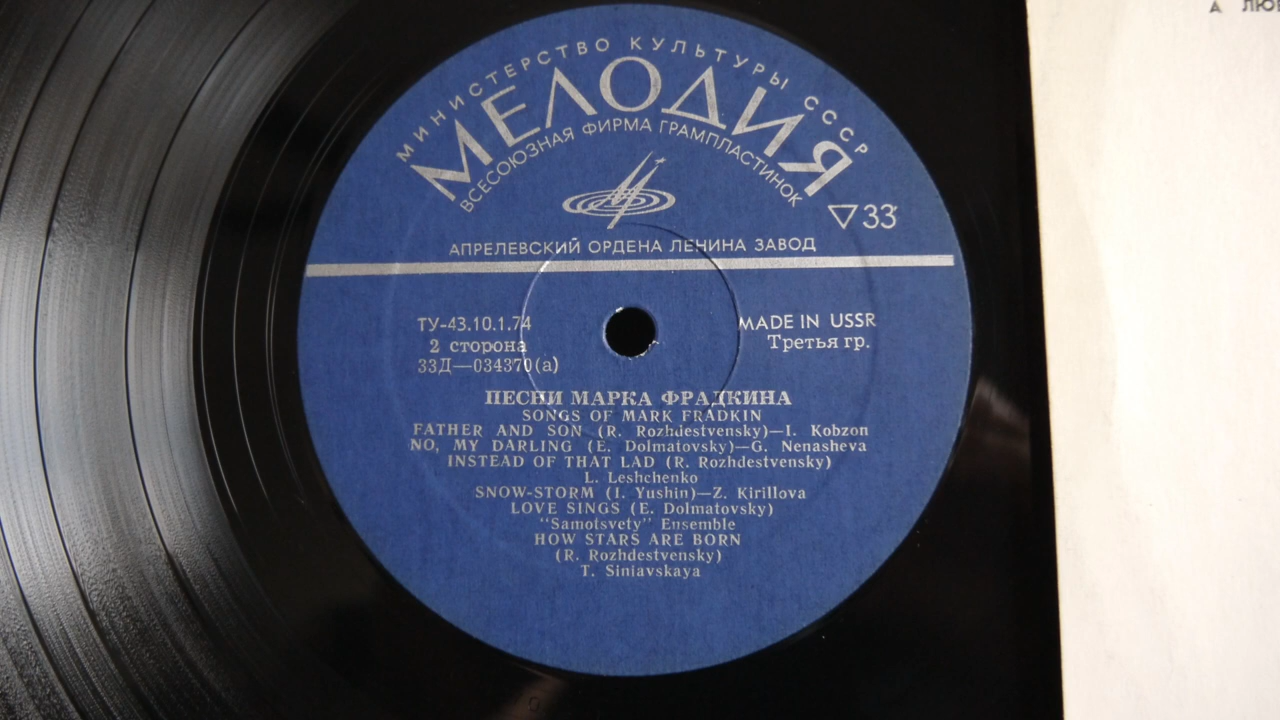 МИНИСТЕРСТВО КУЛЬТУРЫ СССР
МЕЛОДИЯ
ВСЕСОЮЗНАЯ ФИРМА ГРАМПЛАСТИНОК
▽33
АПРЕЛЕВСКИЙ ОРДЕНА ЛЕНИНА ЗАВОД
ТУ-43.10.1.74
2 сторона
33Д—034370(а)
MADE IN USSR
Третья гр.
ПЕСНИ МАРКА ФРАДКИНА
SONGS OF MARK FRADKIN
FATHER AND SON (R. Rozhdestvensky)—I. Kobzon
NO, MY DARLING (E. Dolmatovsky)—G. Nenasheva
INSTEAD OF THAT LAD (R. Rozhdestvensky)
L. Leshchenko
SNOW-STORM (I. Yushin)—Z. Kirillova
LOVE SINGS (E. Dolmatovsky)
"Samotsvety" Ensemble
HOW STARS ARE BORN
(R. Rozhdestvensky)
T. Siniavskaya